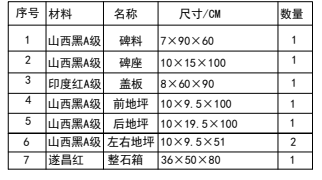 序号 材料 名称 尺寸/CM 数量
1 山西黑A级 碑料 7×90×60 1
2 山西黑A级 碑座 10×15×100 1
3 印度红A级 盖板 8×60×90 1
4 山西黑A级 前地坪 10×9.5×100 1
5 山西黑A级 后地坪 10×19.5×100 1
6 山西黑A级 左右地坪 10×9.5×51 2
7 遂昌红 整石箱 36×50×80 1